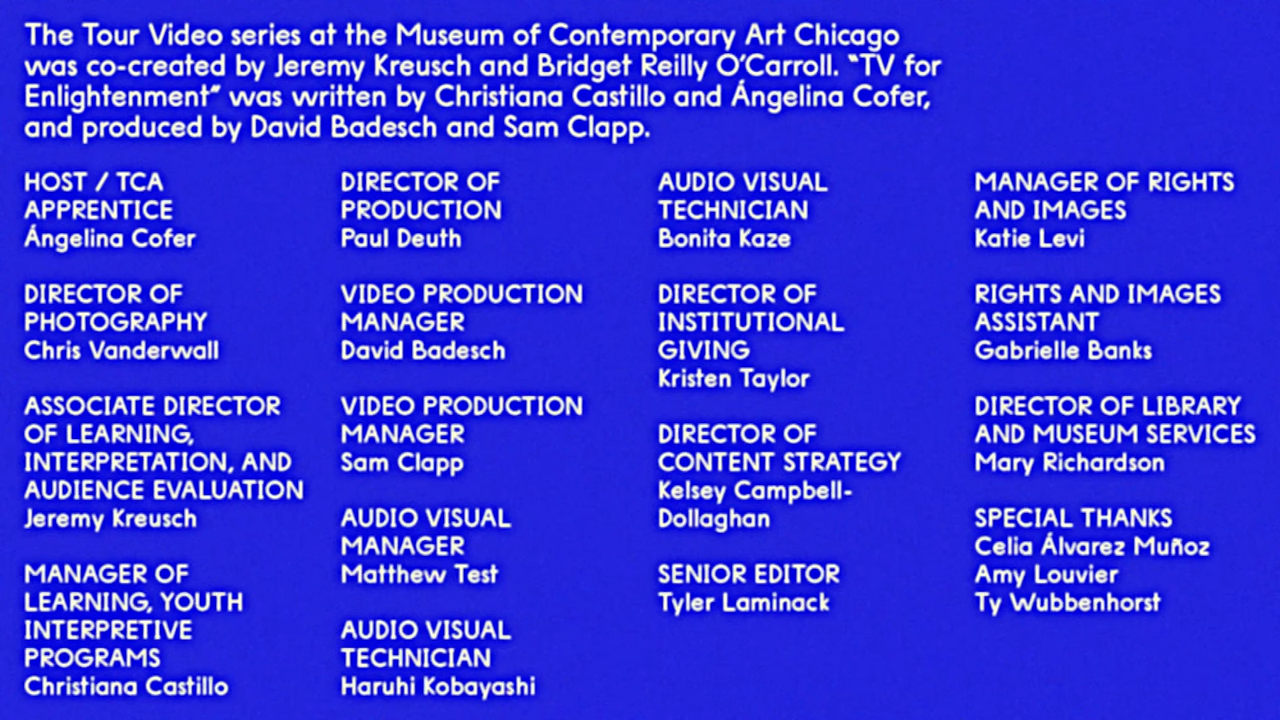 The Tour Video series at the Museum of Contemporary Art Chicago
was co-created by Jeremy Kreusch and Bridget Reilly O'Carroll. "TV for
Enlightenment" was written by Christiana Castillo and Ángelina Cofer,
and produced by David Badesch and Sam Clapp.
HOST / TCA
APPRENTICE
Ángelina Cofer
DIRECTOR OF
PHOTOGRAPHY
Chris Vanderwall
ASSOCIATE DIRECTOR
OF LEARNING,
INTERPRETATION, AND
AUDIENCE EVALUATION
Jeremy Kreusch
MANAGER OF
LEARNING, YOUTH
INTERPRETIVE
PROGRAMS
Christiana Castillo
DIRECTOR OF
PRODUCTION
Paul Deuth
VIDEO PRODUCTION
MANAGER
David Badesch
VIDEO PRODUCTION
MANAGER
Sam Clapp
AUDIO VISUAL
MANAGER
Matthew Test
AUDIO VISUAL
TECHNICIAN
Haruhi Kobayashi
AUDIO VISUAL
TECHNICIAN
Bonita Kaze
DIRECTOR OF
INSTITUTIONAL
GIVING
Kristen Taylor
DIRECTOR OF
CONTENT STRATEGY
Kelsey Campbell-
Dollaghan
SENIOR EDITOR
Tyler Laminack
MANAGER OF RIGHTS
AND IMAGES
Katie Levi
RIGHTS AND IMAGES
ASSISTANT
Gabrielle Banks
DIRECTOR OF LIBRARY
AND MUSEUM SERVICES
Mary Richardson
SPECIAL THANKS
Celia Álvarez Muñoz
Amy Louvier
Ty Wubbenhorst